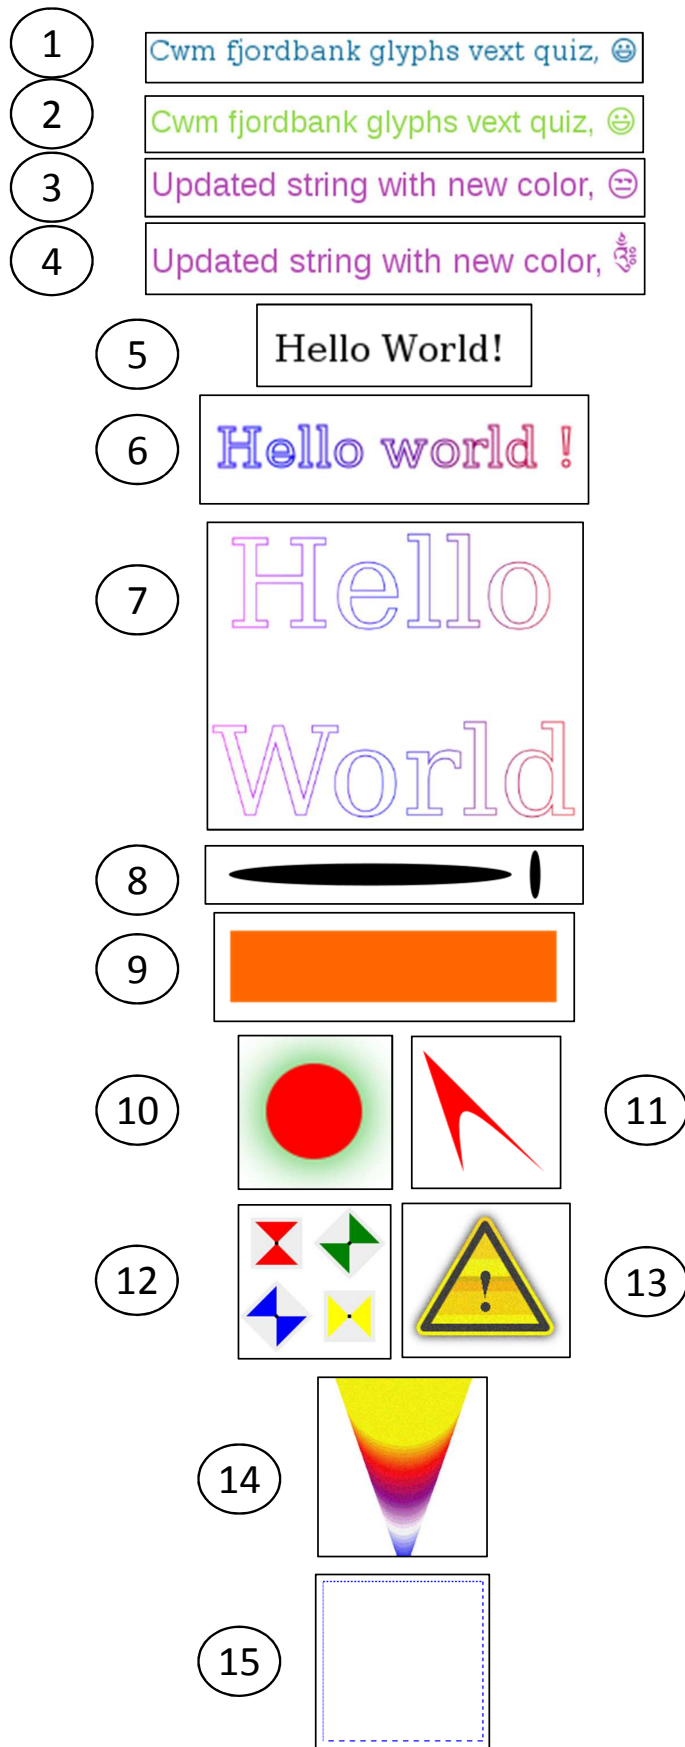 1
Cwm fjordbank glyphs vext quiz, 😃
2
Cwm fjordbank glyphs vext quiz, 😃
3
Updated string with new color, 😒
4
Updated string with new color, 🕉
5
Hello World!
6
Hello world !
7
Hello
World
8
9
10
11
12
13
!
14
15